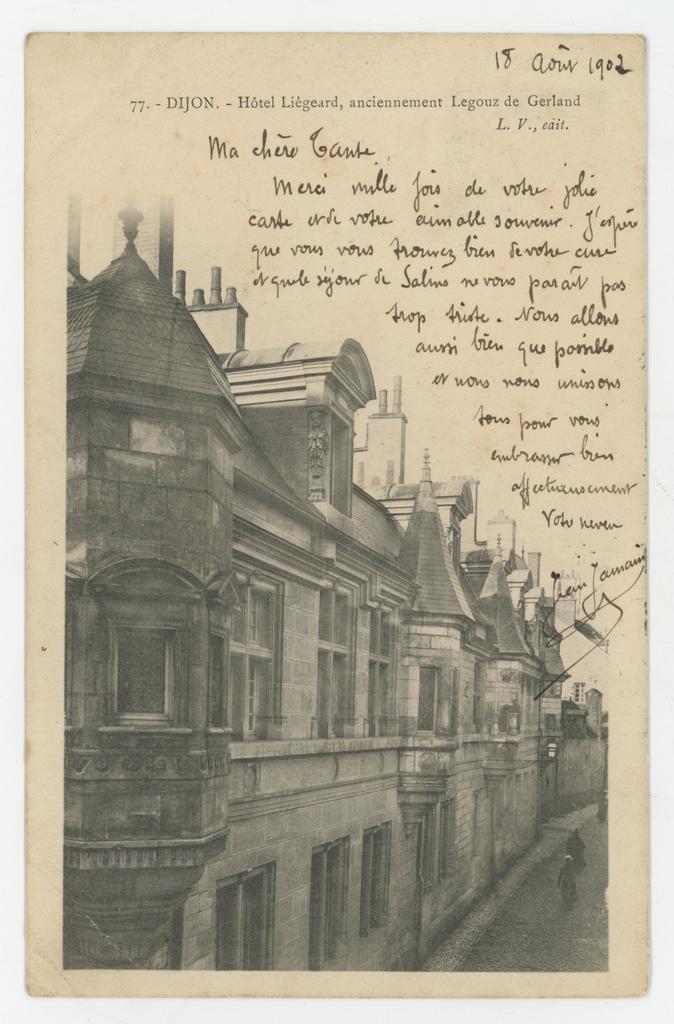 18 Août 1902
77. - DIJON. - Hôtel Liégeard, anciennement Legouz de Gerland
L. V., édit.
Ma chère Tante,
Merci mille fois de votre jolie
carte et de votre aimable souvenir. J'espère
que vous vous trouvez bien de votre cure
et que le séjour de Salins ne vous paraît pas
trop triste. Nous allons
aussi bien que possible
et nous nous unissons
tous pour vous
embrasser bien
affectueusement
Votre neveu
Jean Jamain